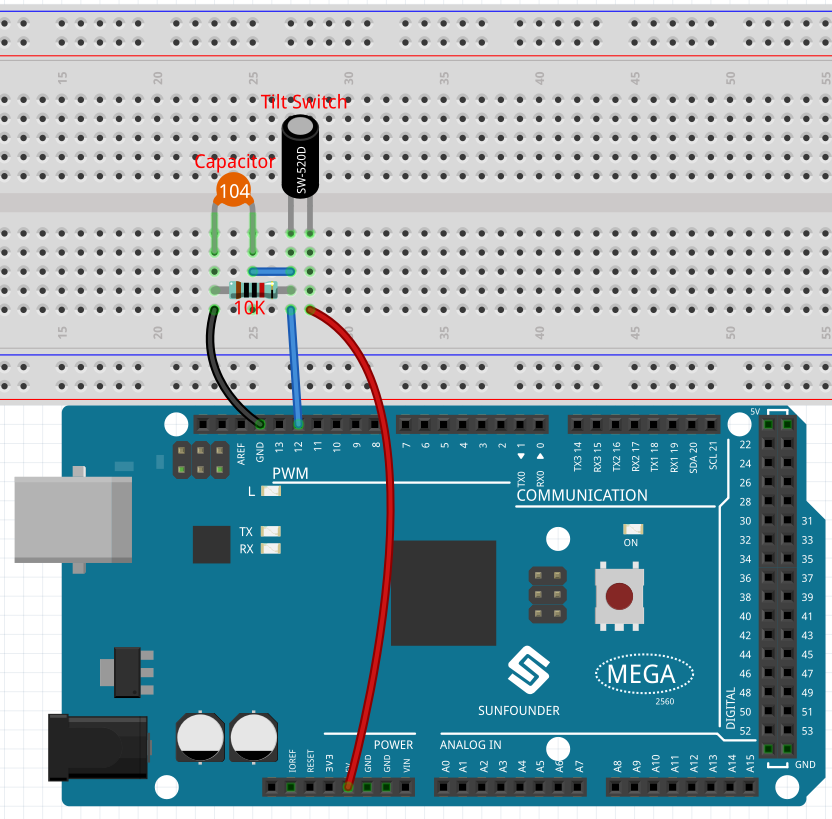 15 20 25 30 35 40 45 50 55
Tilt Switch
Capacitor
104
SW-520D
10K
15 20 25 30 35 40 45 50 55
AREF GND 13 12 11 10 9 8 7 6 5 4 3 2 1 0 TX3 14 RX3 15 TX2 16 RX2 17 TX1 18 RX1 19 SDA 20 SCL 21
TX0 RX0
5V
PWM
COMMUNICATION
L
TX
RX
ON
22
24
26
28
30 31
32 33
34 35
36 37
38 39
40 41
42 43
44 45
46 47
48 49
50 51
52 53
DIGITAL
GND
MEGA
2560
SUNFOUNDER
POWER
ANALOG IN
IOREF RESET 3V3 GND GND VIN A0 A1 A2 A3 A4 A5 A6 A7 A8 A9 A10 A11 A12 A13 A14 A15